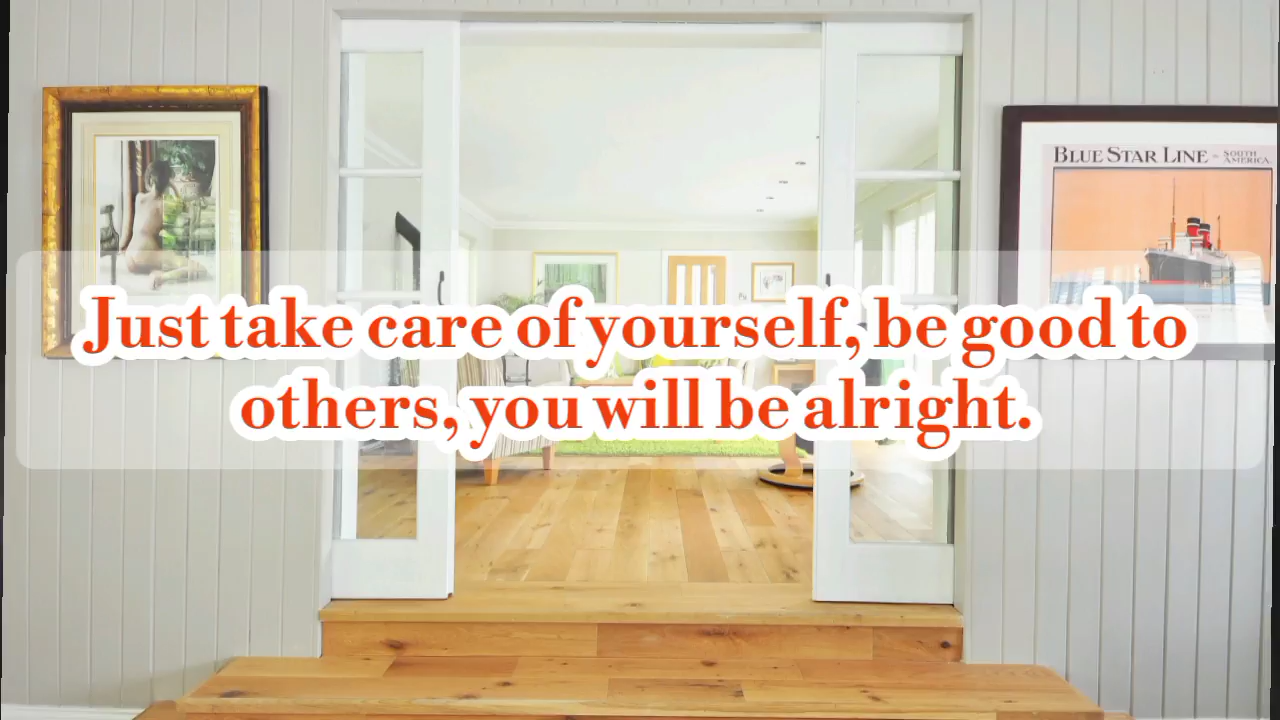 BLUE STAR LINE - SOUTH AMERICA.
Just take care of yourself, be good to
others, you will be alright.